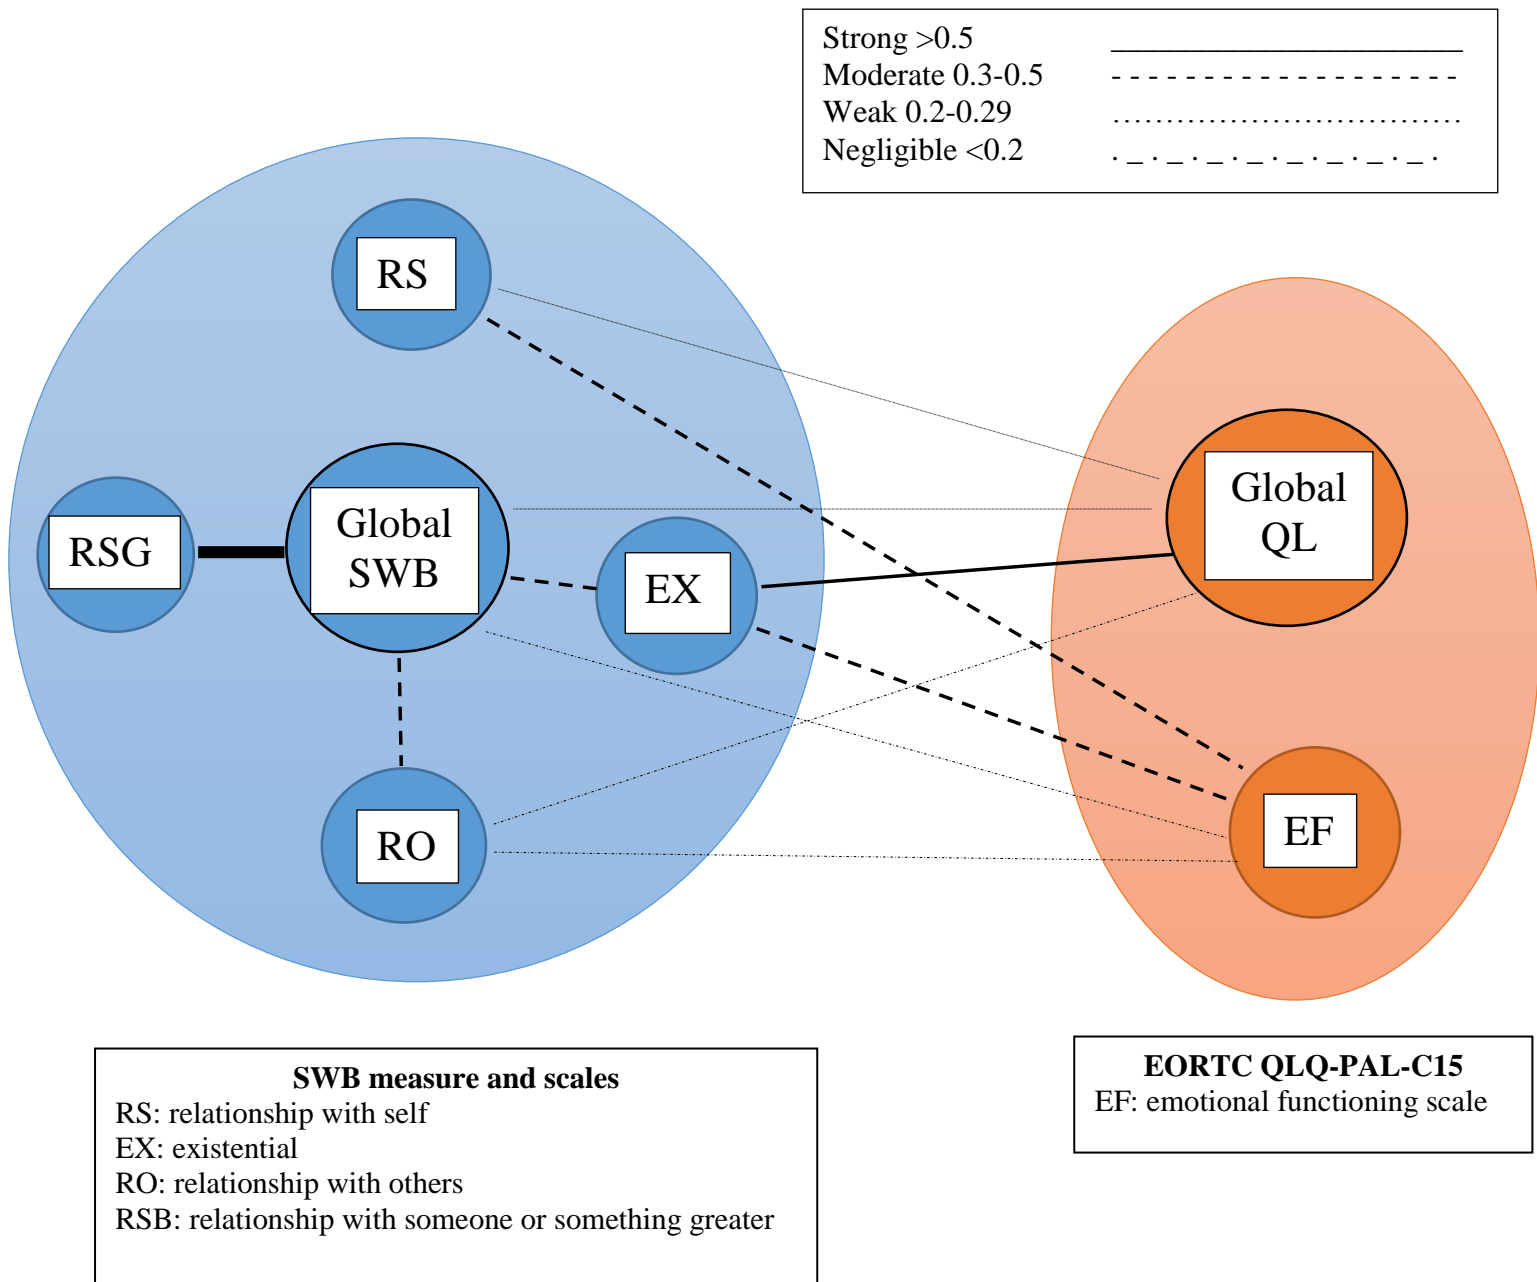 Strong >0.5 ______________________
Moderate 0.3-0.5 - - - - - - - - - - - - - - - - - - -
Weak 0.2-0.29 ……………………………
Negligible <0.2 . _ . _ . _ . _ . _ . _ . _ . _ .
RS
Global
QL
Global
SWB
RSG
EX
RO
EF
SWB measure and scales
RS: relationship with self
EX: existential
RO: relationship with others
RSB: relationship with someone or something greater
EORTC QLQ-PAL-C15
EF: emotional functioning scale